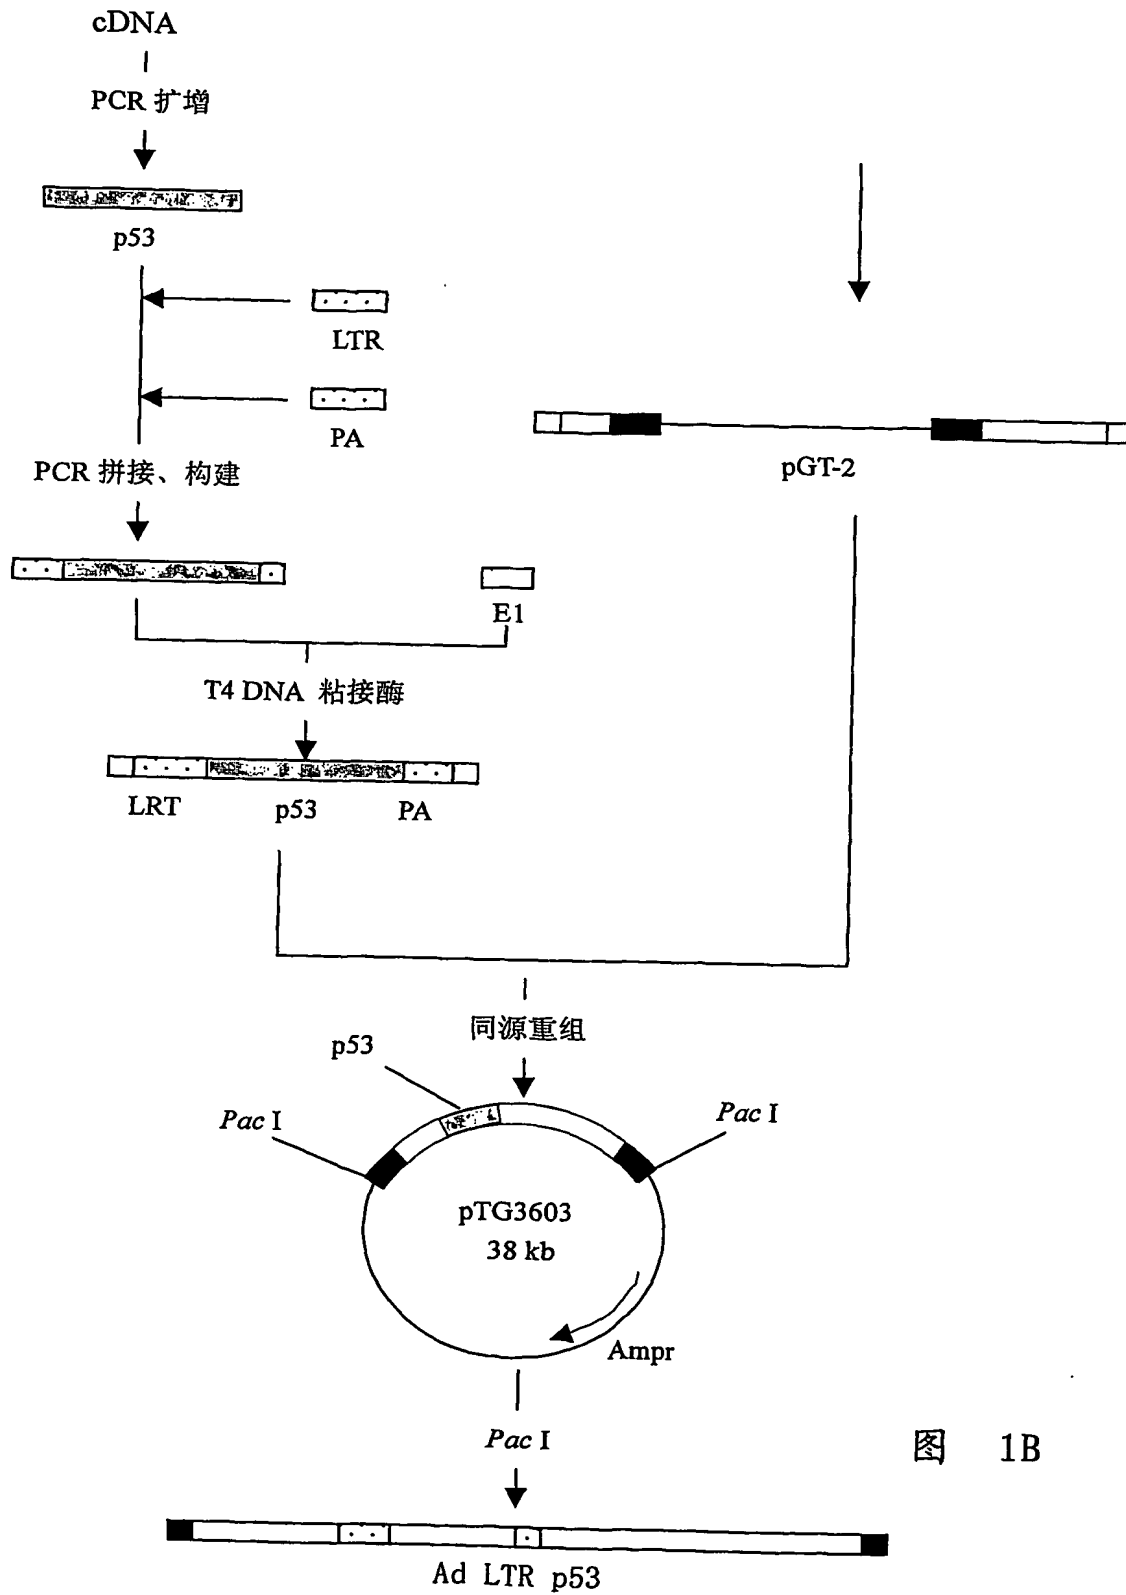 cDNA
PCR 扩增
p53
LTR
PA
PCR 拼接、构建
pGT-2
E1
T4 DNA 粘接酶
LRT p53 PA
同源重组
p53
Pac I
Pac I
pTG3603
38 kb
Ampr
Pac I
图 1B
Ad LTR p53